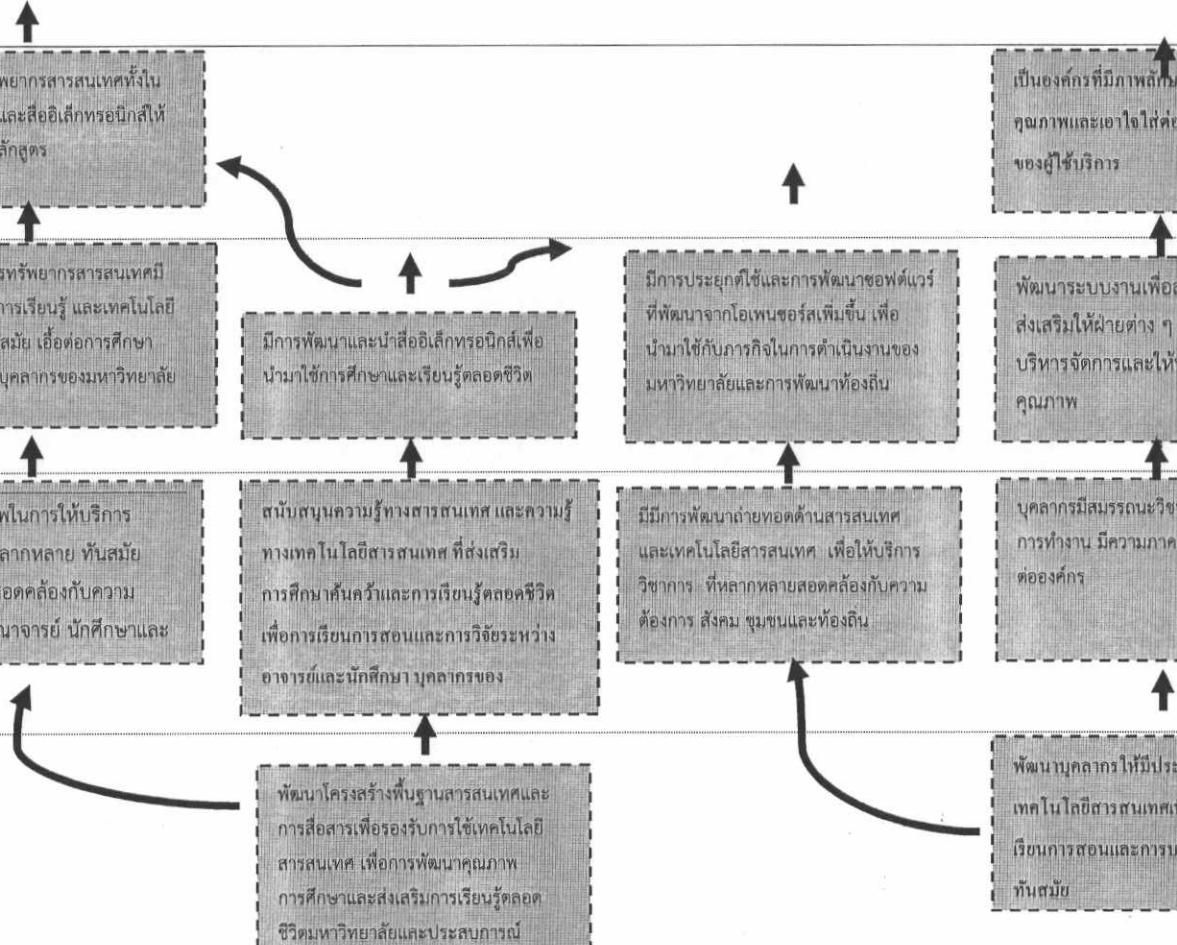 พยากรสารสนเทศทั้งใน
และสื่ออิเล็กทรอนิกส์ให้
ลักสูตร
เป็นองค์กรที่มีภาพลักษ
คุณภาพและเอาใจใส่ต่อ
ของผู้ใช้บริการ
รทรัพยากรสารสนเทศมี
การเรียนรู้ และเทคโนโลยี
สมัย เอื้อต่อการศึกษา
บุคลากรของมหาวิทยาลัย
มีการพัฒนาและนำสื่ออิเล็กทรอนิกส์เพื่อ
นำมาใช้การศึกษาและเรียนรู้ตลอดชีวิต
มีการประยุกต์ใช้และการพัฒนาซอฟต์แวร์
ที่พัฒนาจากโอเพนซอร์สเพิ่มขึ้น เพื่อ
นำมาใช้กับภารกิจในการดำเนินงานของ
มหาวิทยาลัยและการพัฒนาท้องถิ่น
พัฒนาระบบงานเพื่อส
ส่งเสริมให้ฝ่ายต่าง ๆ
บริหารจัดการและให้
คุณภาพ
พในการให้บริการ
ลากหลาย ทันสมัย
อดคล้องกับความ
ณาจารย์ นักศึกษาและ
สนับสนุนความรู้ทางสารสนเทศ และความรู้
ทางเทคโนโลยีสารสนเทศ ที่ส่งเสริม
การศึกษาค้นคว้าและการเรียนรู้ตลอดชีวิต
เพื่อการเรียนการสอนและการวิจัยระหว่าง
อาจารย์และนักศึกษา บุคลากรของ
มีมีการพัฒนาถ่ายทอดด้านสารสนเทศ
และเทคโนโลยีสารสนเทศ เพื่อให้บริการ
วิชาการ ที่หลากหลายสอดคล้องกับความ
ต้องการ สังคม ชุมชนและท้องถิ่น
บุคลากรมีสมรรถนะวิช
การทำงาน มีความภาค
ต่อองค์กร
พัฒนาโครงสร้างพื้นฐานสารสนเทศและ
การสื่อสารเพื่อรองรับการใช้เทคโนโลยี
สารสนเทศ เพื่อการพัฒนาคุณภาพ
การศึกษาและส่งเสริมการเรียนรู้ตลอด
ชีวิตมหาวิทยาลัยและประสบการณ์
พัฒนาบุคลากรให้มีประ
เทคโนโลยีสารสนเทศเ
เรียนการสอนและการบ
ทันสมัย